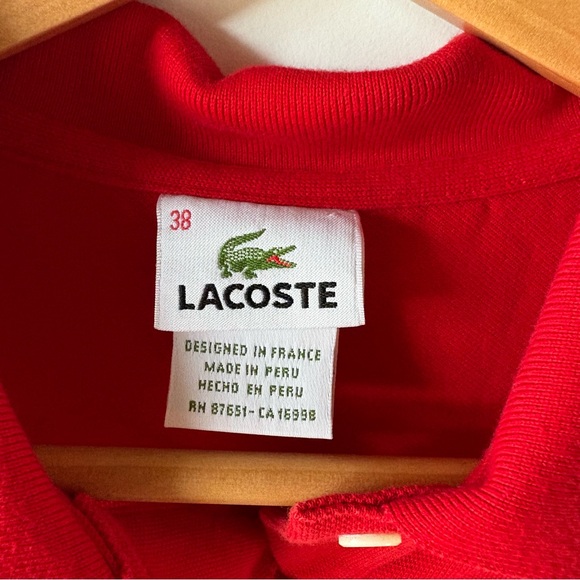 38
LACOSTE
DESIGNED IN FRANCE
MADE IN PERU
HECHO EN PERU
RN 87651-CA 16998